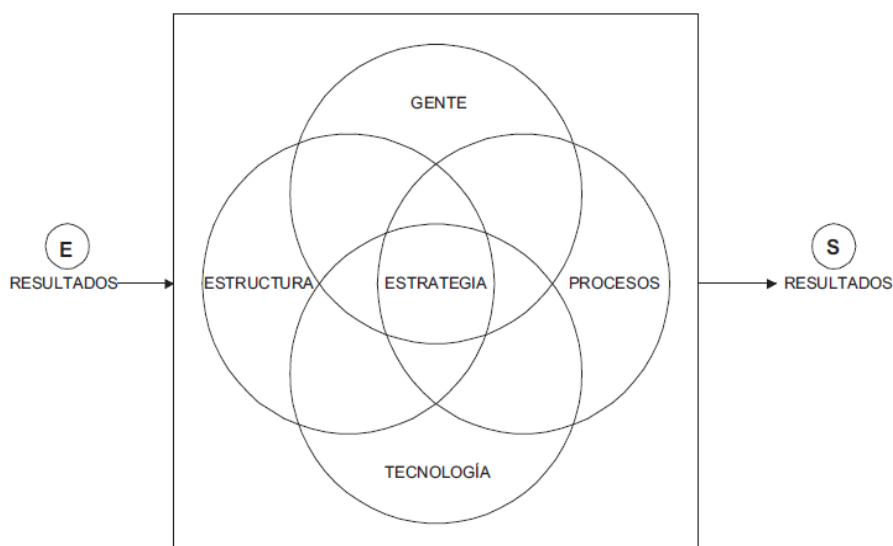 GENTE
E
RESULTADOS
ESTRUCTURA
ESTRATEGIA
PROCESOS
S
RESULTADOS
TECNOLOGÍA